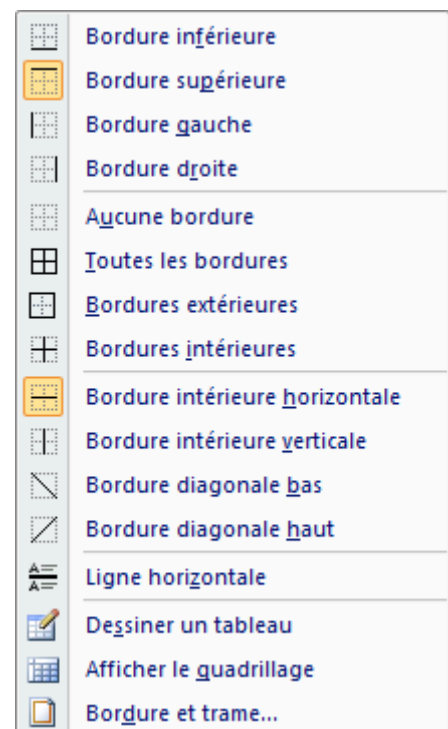 Bordure inférieure
Bordure supérieure
Bordure gauche
Bordure droite
Aucune bordure
Toutes les bordures
Bordures extérieures
Bordures intérieures
Bordure intérieure horizontale
Bordure intérieure verticale
Bordure diagonale bas
Bordure diagonale haut
Ligne horizontale
Dessiner un tableau
Afficher le quadrillage
Bordure et trame...